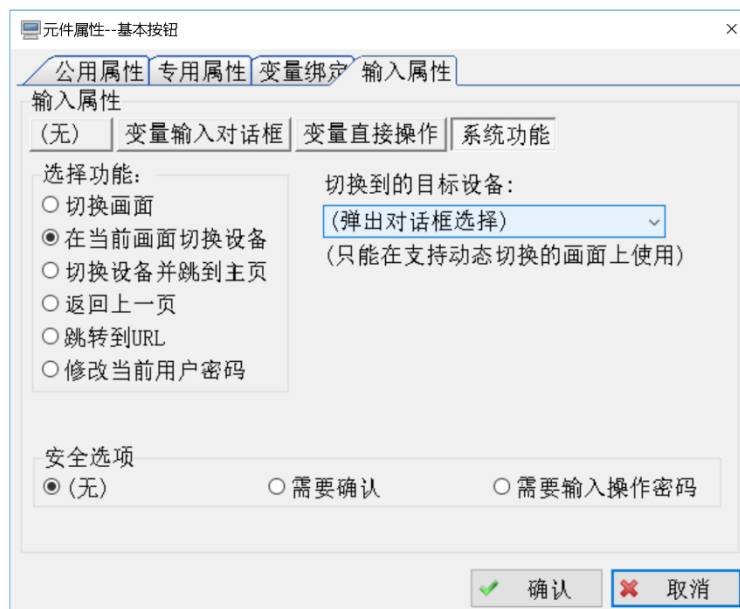 元件属性--基本按钮
公用属性 专用属性 变量绑定 输入属性
输入属性
(无) 变量输入对话框 变量直接操作 系统功能
选择功能:
切换画面
在当前画面切换设备
切换设备并跳到主页
返回上一页
跳转到URL
修改当前用户密码
切换到的目标设备:
(弹出对话框选择)
(只能在支持动态切换的画面上使用)
安全选项
(无) 需要确认 需要输入操作密码
确认 取消